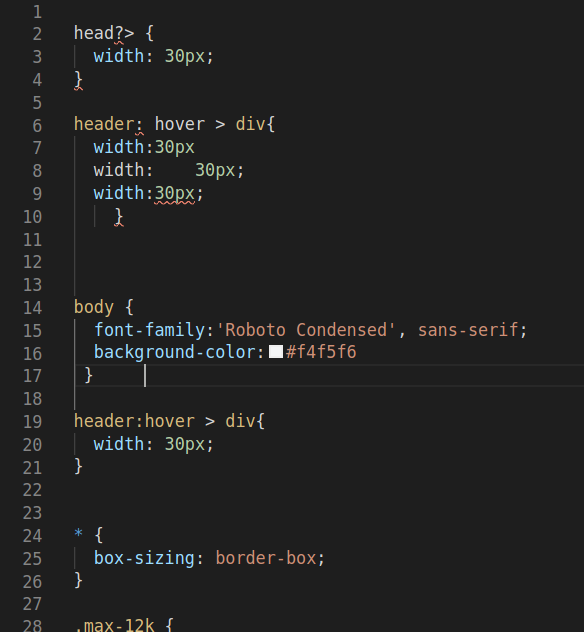 1
2 head?> {
3 width: 30px;
4 }
5
6 header: hover > div{
7 width:30px
8 width:    30px;
9 width:30px;
10 }
11
12
13
14 body {
15 font-family:'Roboto Condensed', sans-serif;
16 background-color:#f4f5f6
17 }
18
19 header:hover > div{
20 width: 30px;
21 }
22
23
24 * {
25 box-sizing: border-box;
26 }
27
28 .max-12k {